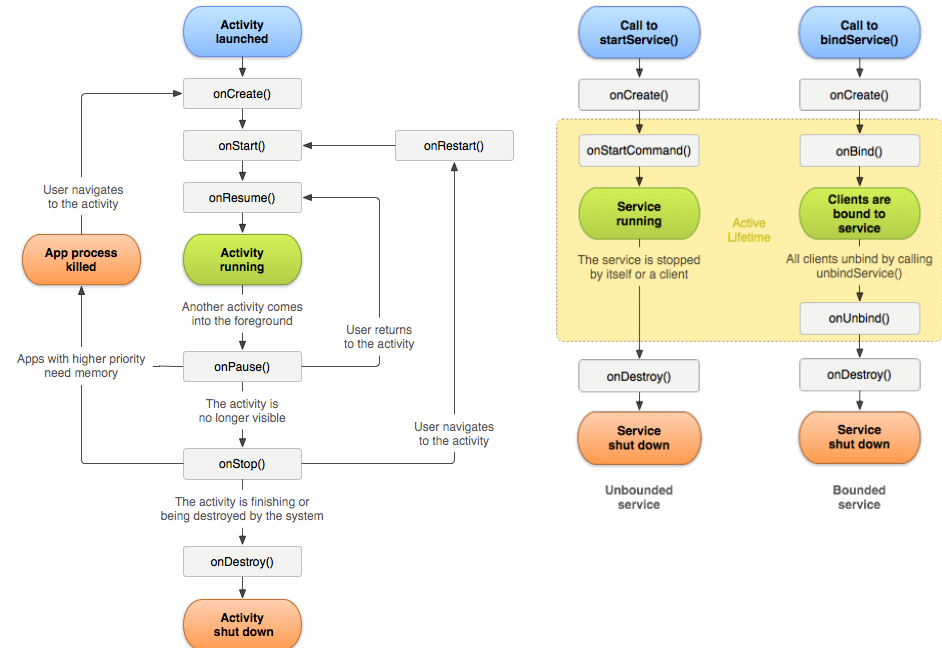 Activity
launched
onCreate()
onStart()
onRestart()
onResume()
User navigates
to the activity
App process
killed
Activity
running
Another activity comes
into the foreground
User returns
to the activity
Apps with higher priority
need memory
onPause()
The activity is
no longer visible
User navigates
to the activity
onStop()
The activity is finishing or
being destroyed by the system
onDestroy()
Activity
shut down
Call to
startService()
onCreate()
onStartCommand()
Service
running
The service is stopped
by itself or a client
onDestroy()
Service
shut down
Unbounded
service
Active
Lifetime
Call to
bindService()
onCreate()
onBind()
Clients are
bound to
service
All clients unbind by calling
unbindService()
onUnbind()
onDestroy()
Service
shut down
Bounded
service